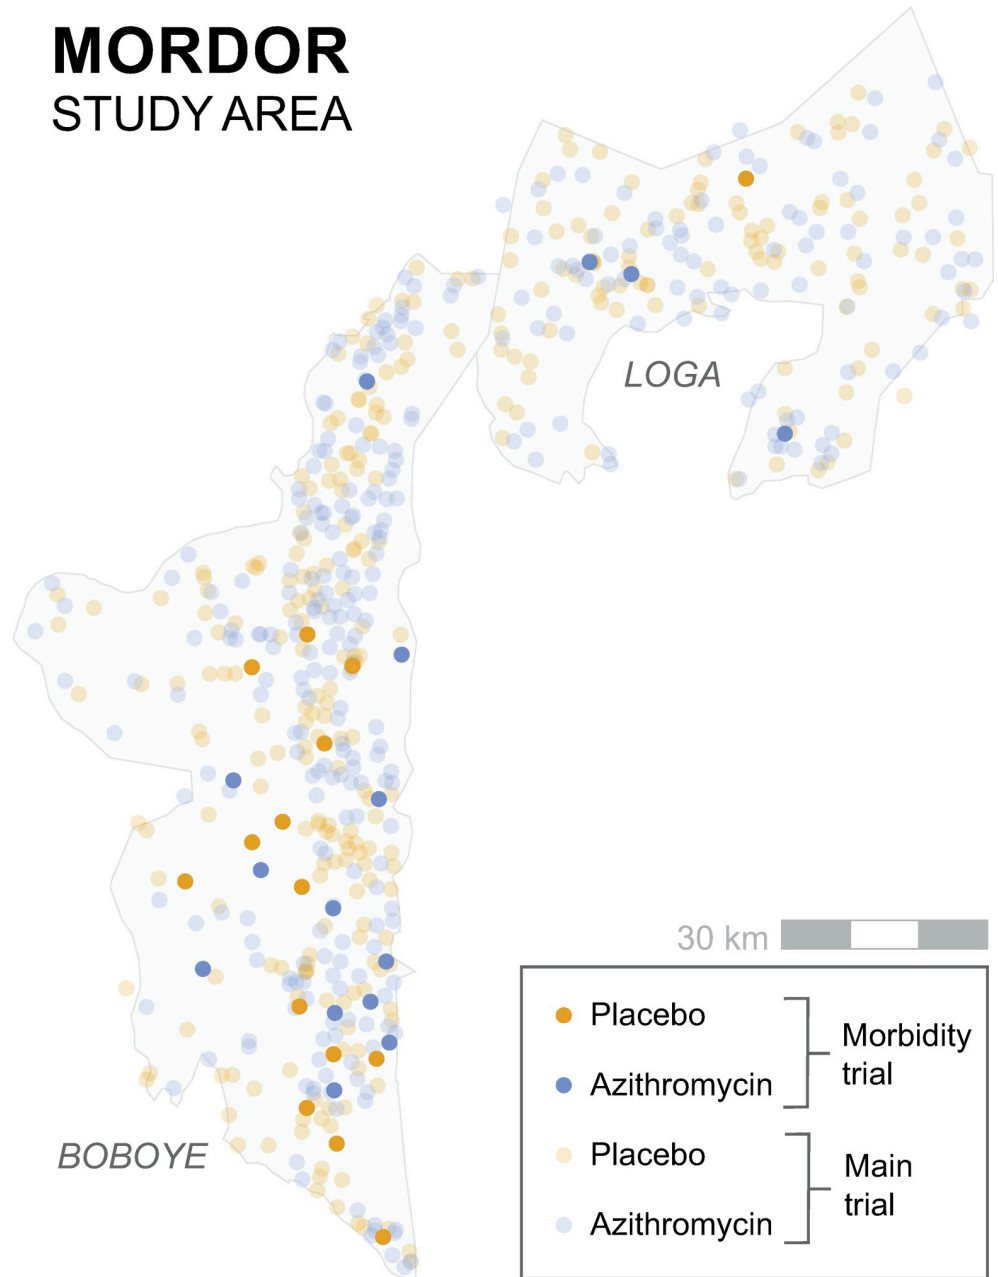 MORDOR
STUDY AREA
LOGA
BOBOYE
30 km
Placebo
Azithromycin
Morbidity
trial
Placebo
Azithromycin
Main
trial